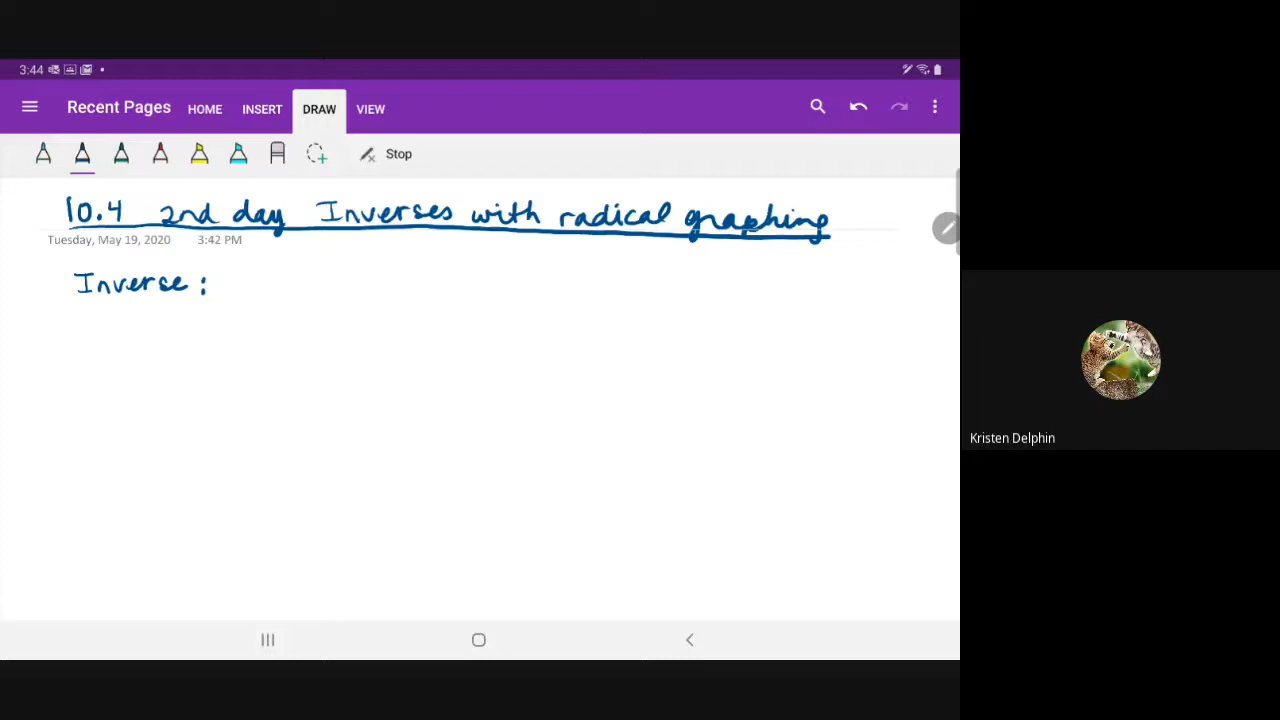 3:44
Recent Pages HOME INSERT DRAW VIEW
Stop
10.4 2nd day Inverses with radical graphing
Tuesday, May 19, 2020 3:42 PM
Inverse :
Kristen Delphin